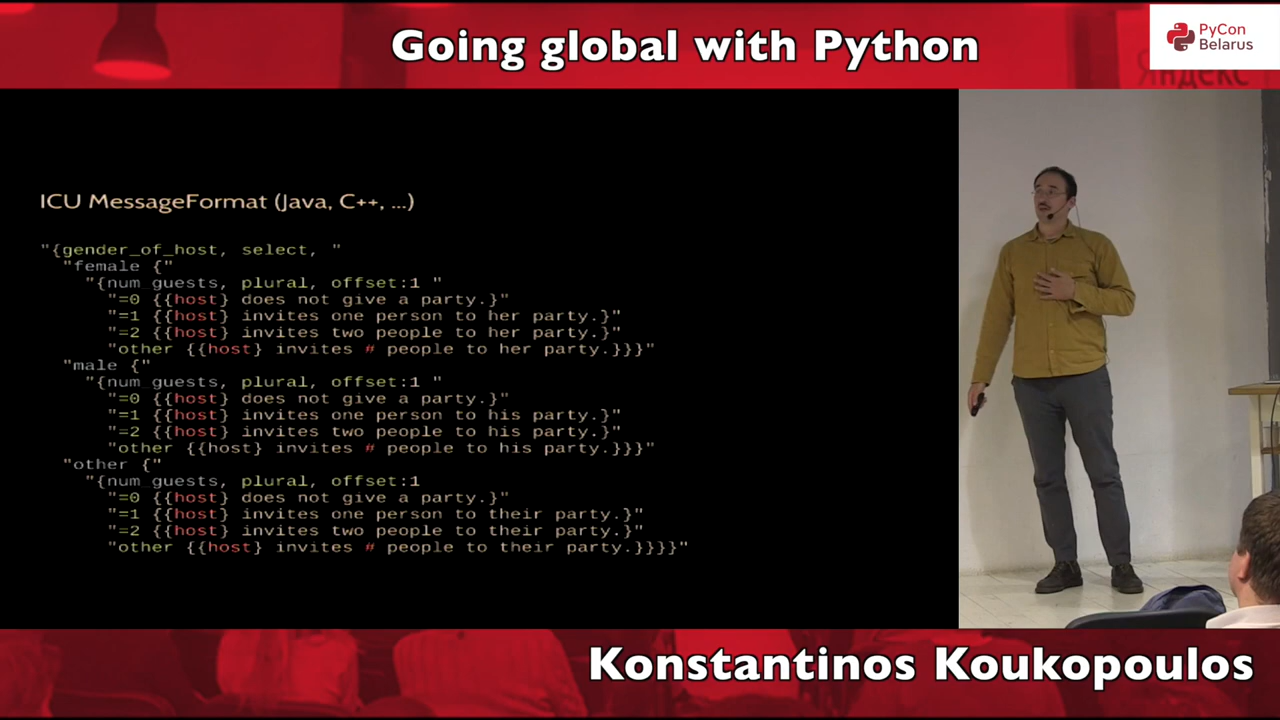 Going global with Python
PyCon
Belarus
Яндекс
ICU MessageFormat (Java, C++, ...)
"{gender_of_host, select, "
"female {"
"{num_guests, plural, offset:1 "
"=0 {{host} does not give a party.}"
"=1 {{host} invites one person to her party.}"
"=2 {{host} invites two people to her party.}"
"other {{host} invites # people to her party.}}}"
"male {"
"{num_guests, plural, offset:1 "
"=0 {{host} does not give a party.}"
"=1 {{host} invites one person to his party.}"
"=2 {{host} invites two people to his party.}"
"other {{host} invites # people to his party.}}}"
"other {"
"{num_guests, plural, offset:1
"=0 {{host} does not give a party.}"
"=1 {{host} invites one person to their party.}"
"=2 {{host} invites two people to their party.}"
"other {{host} invites # people to their party.}}}}"
Konstantinos Koukopoulos